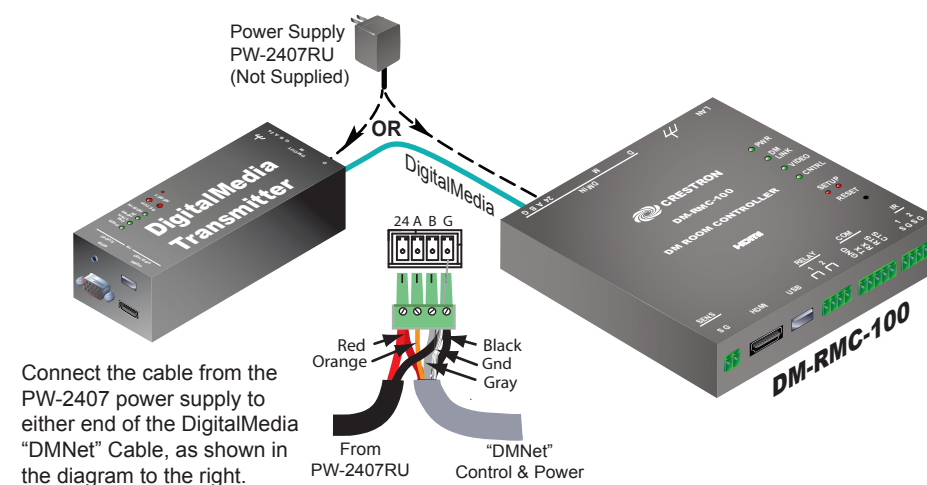 Power Supply
PW-2407RU
(Not Supplied)
OR
DigitalMedia
DigitalMedia
Transmitter
LAN
D
M
DMIN
24 A B G
CRESTRON
DM-RMC-100
DM ROOM CONTROLLER
HDMI
PWR
DM
LINK
VIDEO
CNTRL
SETUP
RESET
IR
1 2
S G S G
COM
RELAY
1 2
SENS
S G
HDMI
USB
DM-RMC-100
24 A B G
Red
Orange
Black
Gnd
Gray
From
PW-2407RU
“DMNet”
Control & Power
Connect the cable from the
PW-2407 power supply to
either end of the DigitalMedia
“DMNet” Cable, as shown in
the diagram to the right.